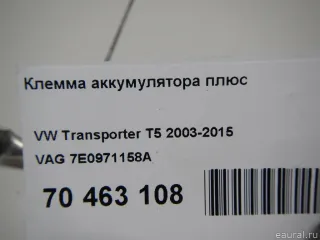 Клемма аккумулятора плюс
VW Transporter T5 2003-2015
VAG 7E0971158A
70 463 108
eaural.ru